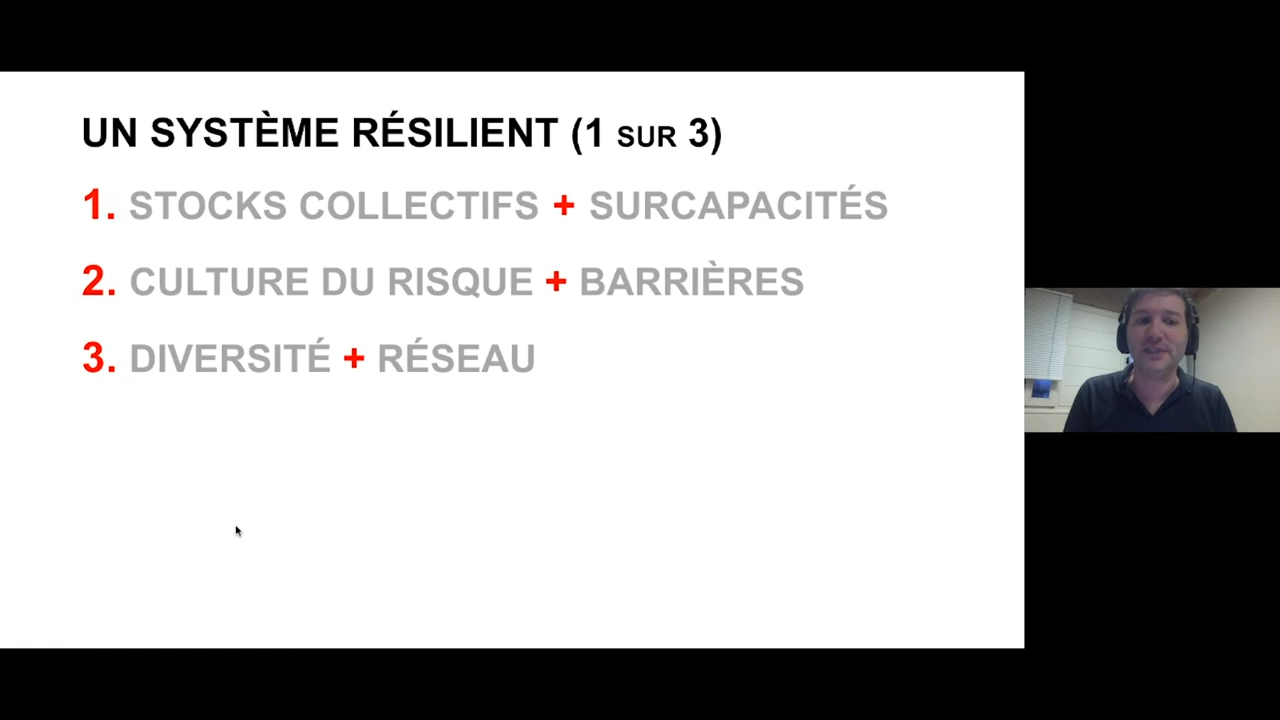 UN SYSTÈME RÉSILIENT (1 SUR 3)
1. STOCKS COLLECTIFS + SURCAPACITÉS
2. CULTURE DU RISQUE + BARRIÈRES
3. DIVERSITÉ + RÉSEAU